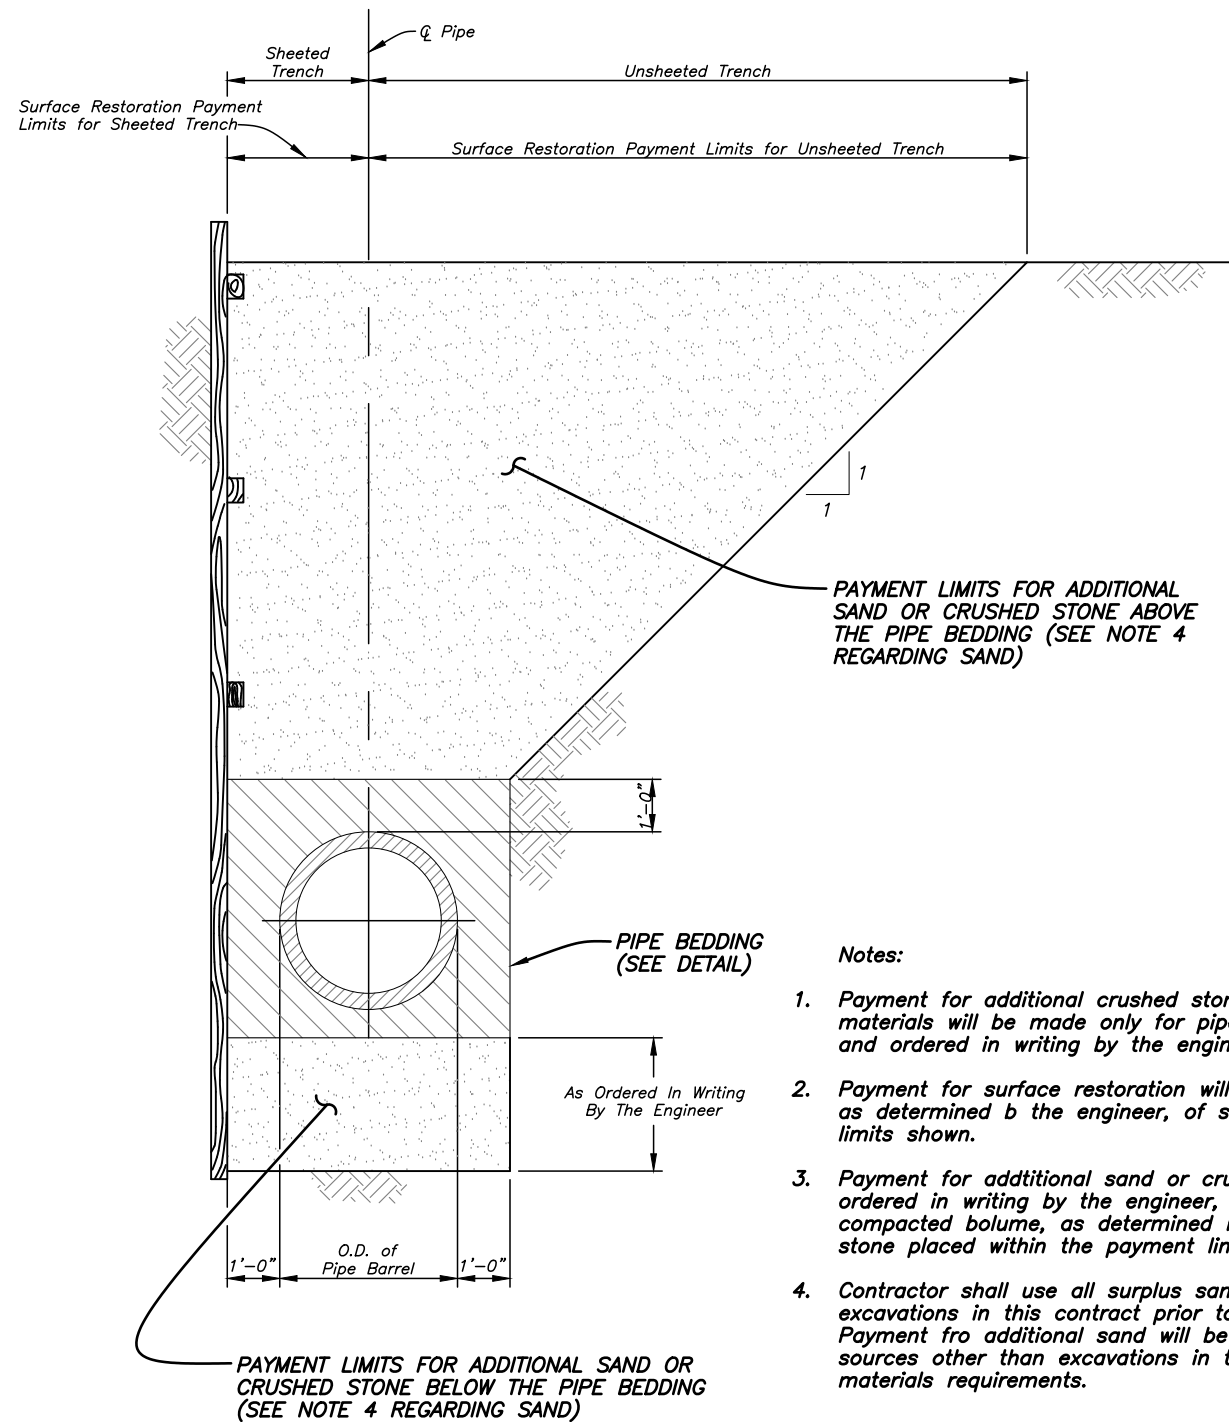 ℄ Pipe
Sheeted
Trench
Unsheeted Trench
Surface Restoration Payment
Limits for Sheeted Trench
Surface Restoration Payment Limits for Unsheeted Trench
1
1
PAYMENT LIMITS FOR ADDITIONAL
SAND OR CRUSHED STONE ABOVE
THE PIPE BEDDING (SEE NOTE 4
REGARDING SAND)
1'-0"
PIPE BEDDING
(SEE DETAIL)
As Ordered In Writing
By The Engineer
1'-0"
O.D. of
Pipe Barrel
1'-0"
PAYMENT LIMITS FOR ADDITIONAL SAND OR
CRUSHED STONE BELOW THE PIPE BEDDING
(SEE NOTE 4 REGARDING SAND)
Notes:
1. Payment for additional crushed
materials will be made only for
and ordered in writing by the
2. Payment for surface restoration will
as determined b the engineer, of
limits shown.
3. Payment for addtitional sand or
ordered in writing by the engineer,
compacted bolume, as determined
stone placed within the payment
4. Contractor shall use all surplus
excavations in this contract prior
Payment fro additional sand will be
sources other than excavations in
materials requirements.